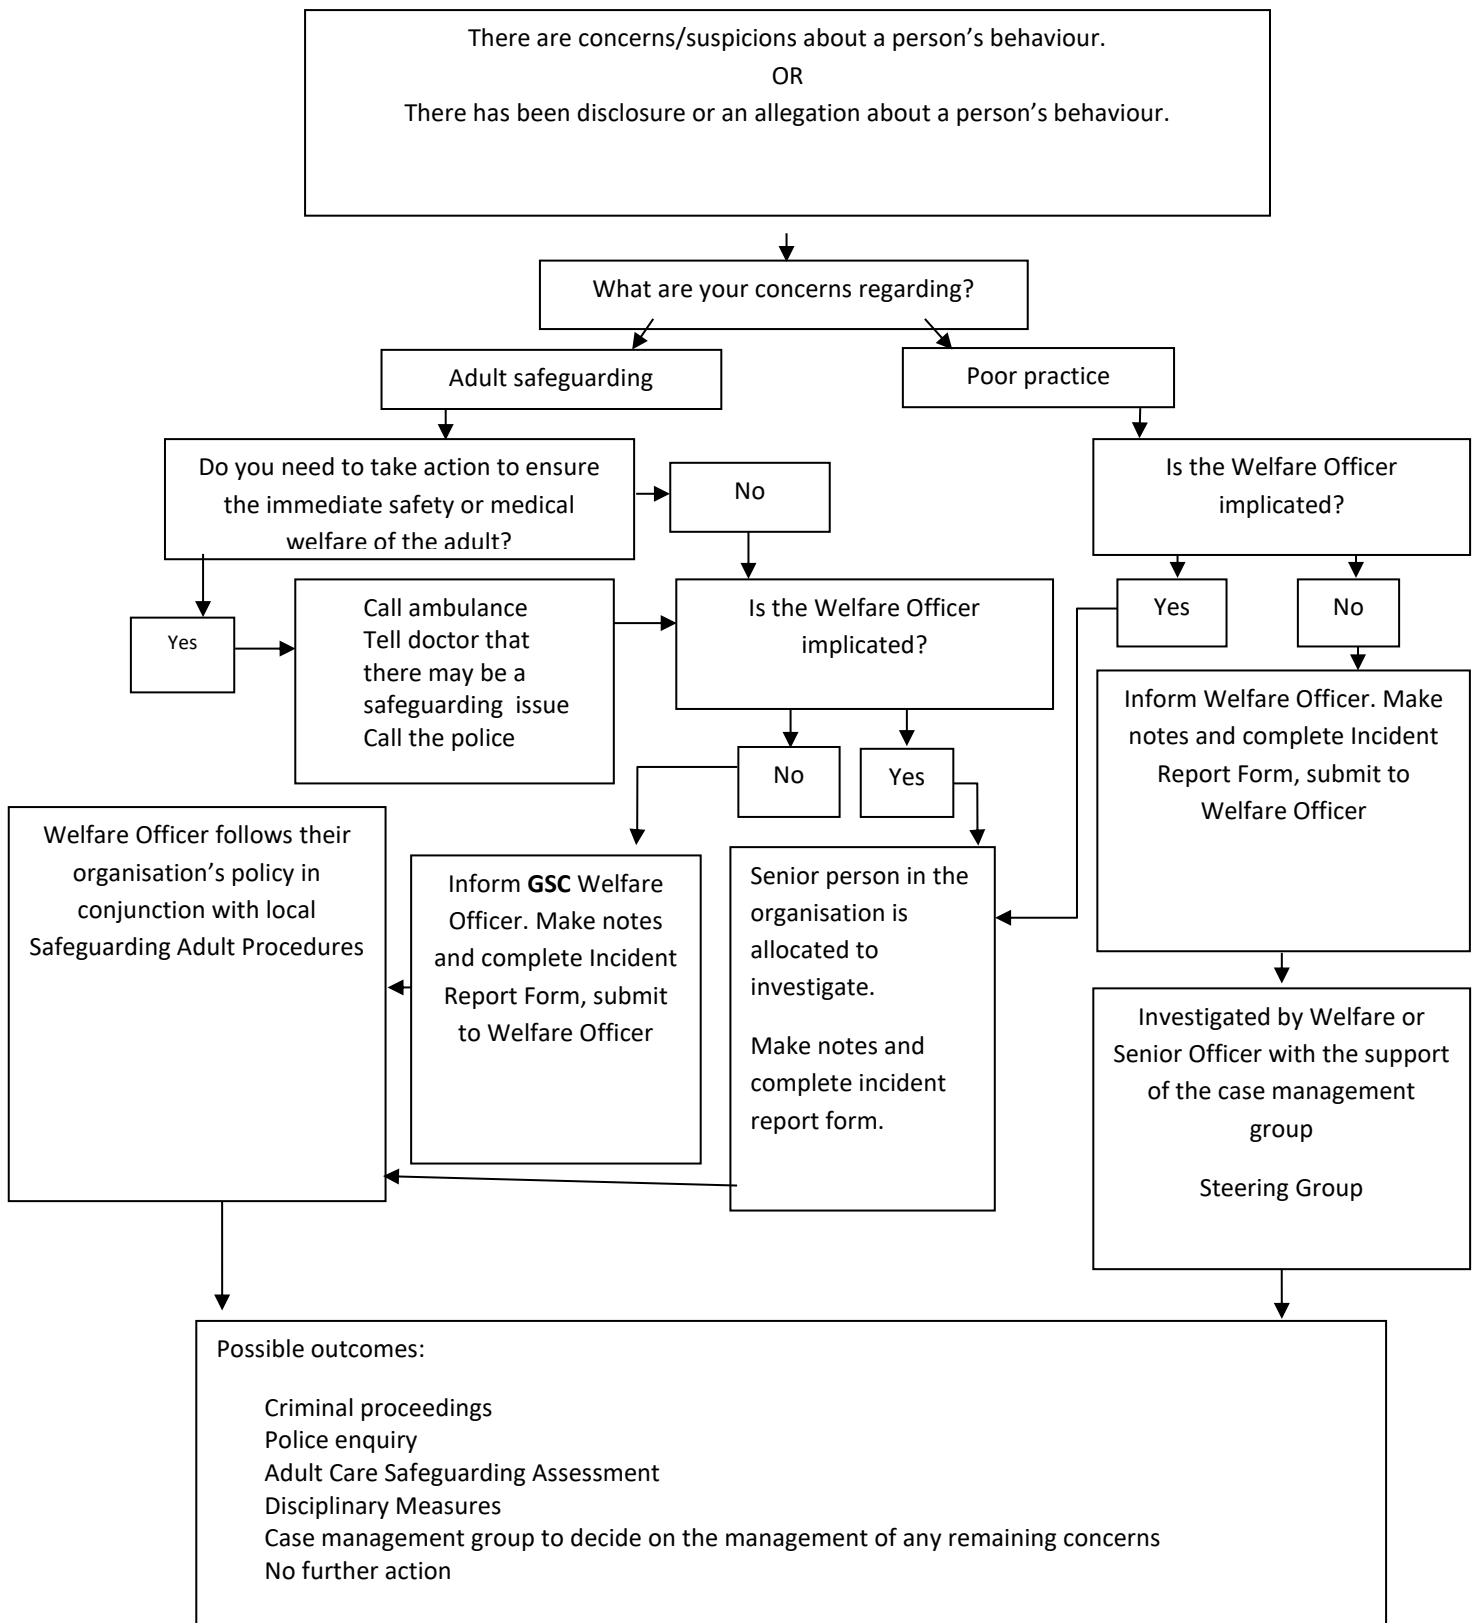 There are concerns/suspicions about a person’s behaviour.
OR
There has been disclosure or an allegation about a person’s behaviour.
What are your concerns regarding?
Adult safeguarding
Poor practice
Do you need to take action to ensure
the immediate safety or medical
welfare of the adult?
No
Is the Welfare Officer
implicated?
Yes
No
Yes
Call ambulance
Tell doctor that
there may be a
safeguarding issue
Call the police
Is the Welfare Officer
implicated?
No
Yes
Inform Welfare Officer. Make
notes and complete Incident
Report Form, submit to
Welfare Officer
Welfare Officer follows their
organisation’s policy in
conjunction with local
Safeguarding Adult Procedures
Inform GSC Welfare
Officer. Make notes
and complete Incident
Report Form, submit
to Welfare Officer
Senior person in the
organisation is
allocated to
investigate.
Make notes and
complete incident
report form.
Investigated by Welfare or
Senior Officer with the support
of the case management
group
Steering Group
Possible outcomes:
Criminal proceedings
Police enquiry
Adult Care Safeguarding Assessment
Disciplinary Measures
Case management group to decide on the management of any remaining concerns
No further action